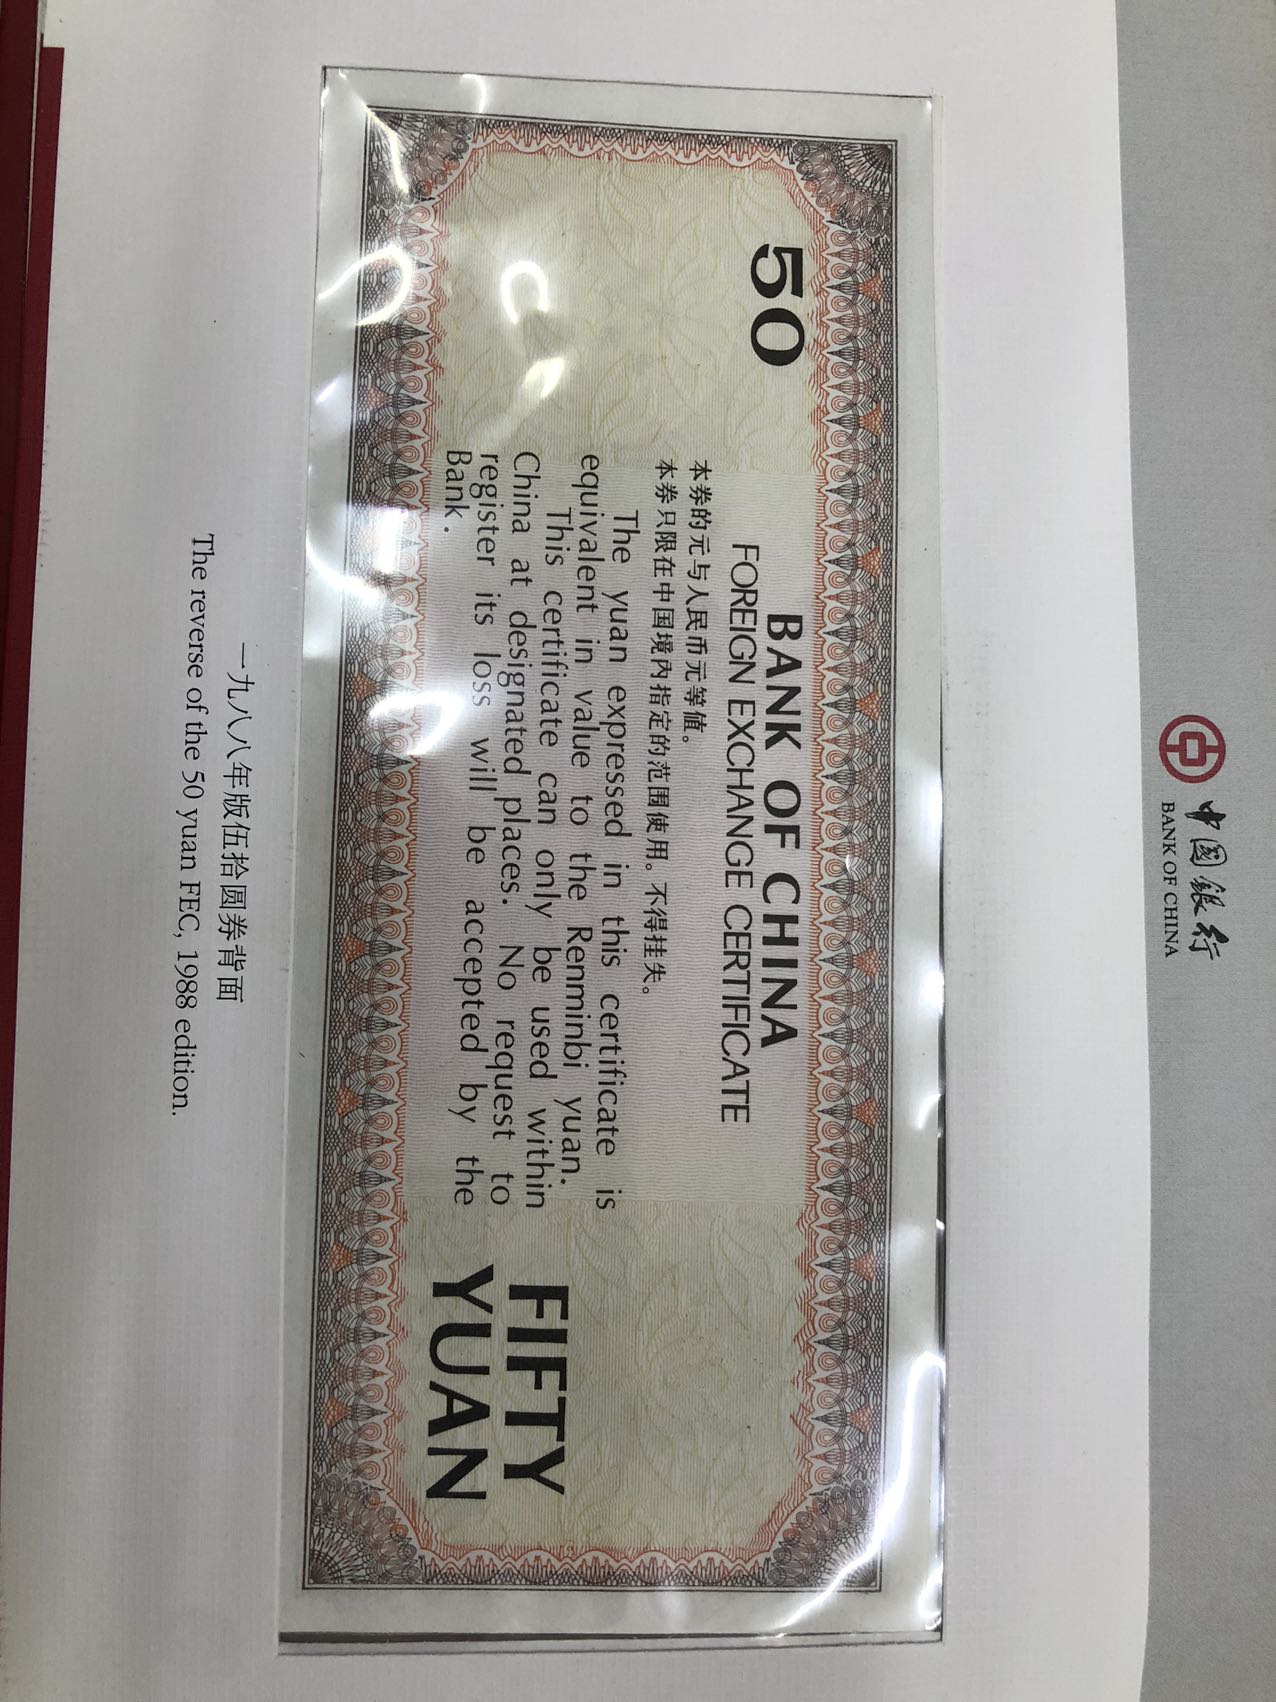 中國銀行
BANK OF CHINA
50
BANK OF CHINA
FOREIGN EXCHANGE CERTIFICATE
本券的元与人民币元等值。
本券只限在中国境内指定的范围使用。不得挂失。
The yuan expressed in this certificate is
equivalent in value to the Renminbi yuan.
This certificate can only be used within
China at designated places. No request to
register its loss will be accepted by the
Bank.
FIFTY
YUAN
一九八八年版伍拾圆券背面
The reverse of the 50 yuan FEC, 1988 edition.